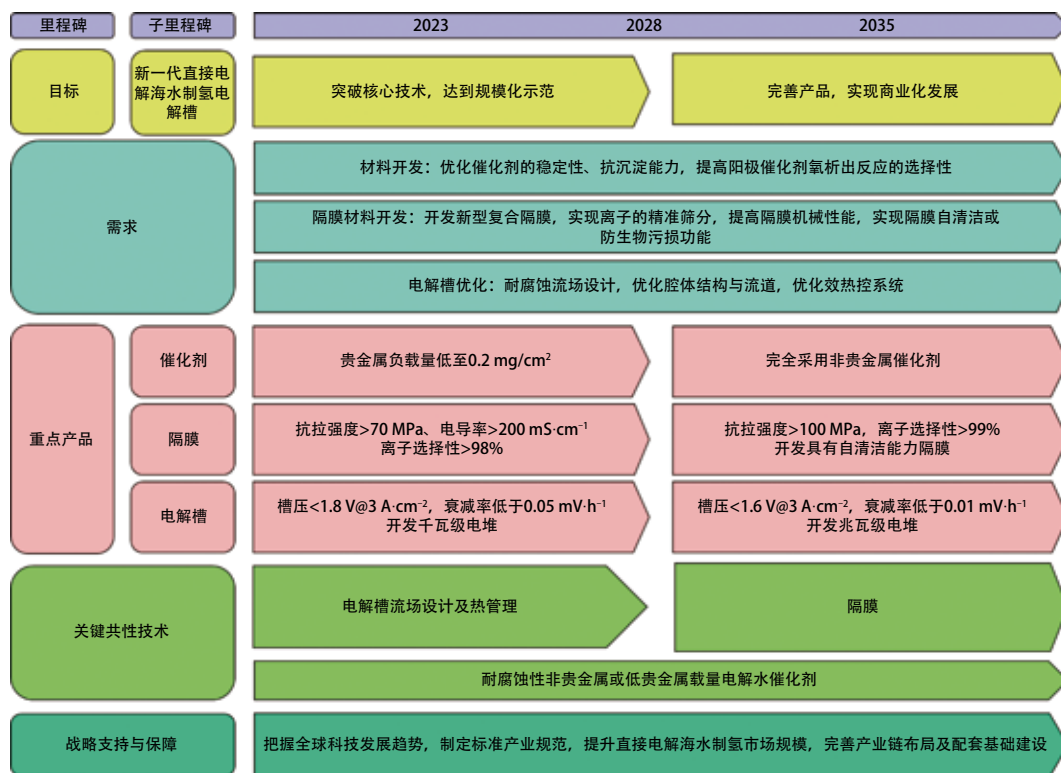 里程碑
子里程碑
2023
2028
2035
目标
新一代直接电
解海水制氢电
解槽
突破核心技术，达到规模化示范
完善产品，实现商业化发展
需求
材料开发：优化催化剂的稳定性、抗沉淀能力，提高阳极催化剂氧析出反应的选择性
隔膜材料开发：开发新型复合隔膜，实现离子的精准筛分，提高隔膜机械性能，实现隔膜自清洁或
防生物污损功能
电解槽优化：耐腐蚀流场设计，优化腔体结构与流道，优化效热控系统
重点产品
催化剂
贵金属负载量低至0.2 mg/cm²
完全采用非贵金属催化剂
隔膜
抗拉强度>70 MPa、电导率>200 mS·cm⁻¹
离子选择性>98%
抗拉强度>100 MPa，离子选择性>99%
开发具有自清洁能力隔膜
电解槽
槽压<1.8 V@3 A·cm⁻²，衰减率低于0.05 mV·h⁻¹
开发千瓦级电堆
槽压<1.6 V@3 A·cm⁻²，衰减率低于0.01 mV·h⁻¹
开发兆瓦级电堆
关键共性技术
电解槽流场设计及热管理
隔膜
耐腐蚀性非贵金属或低贵金属载量电解水催化剂
战略支持与保障
把握全球科技发展趋势，制定标准产业规范，提升直接电解海水制氢市场规模，完善产业链布局及配套基础建设